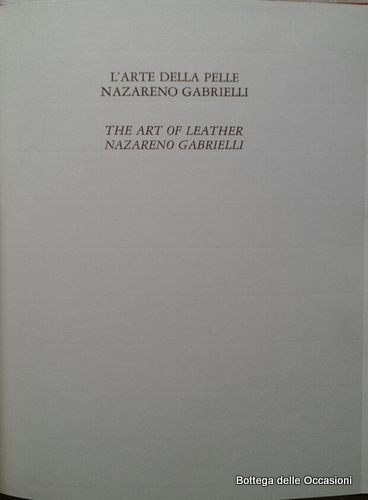 L'ARTE DELLA PELLE
NAZARENO GABRIELLI
THE ART OF LEATHER
NAZARENO GABRIELLI
Bottega delle Occasioni